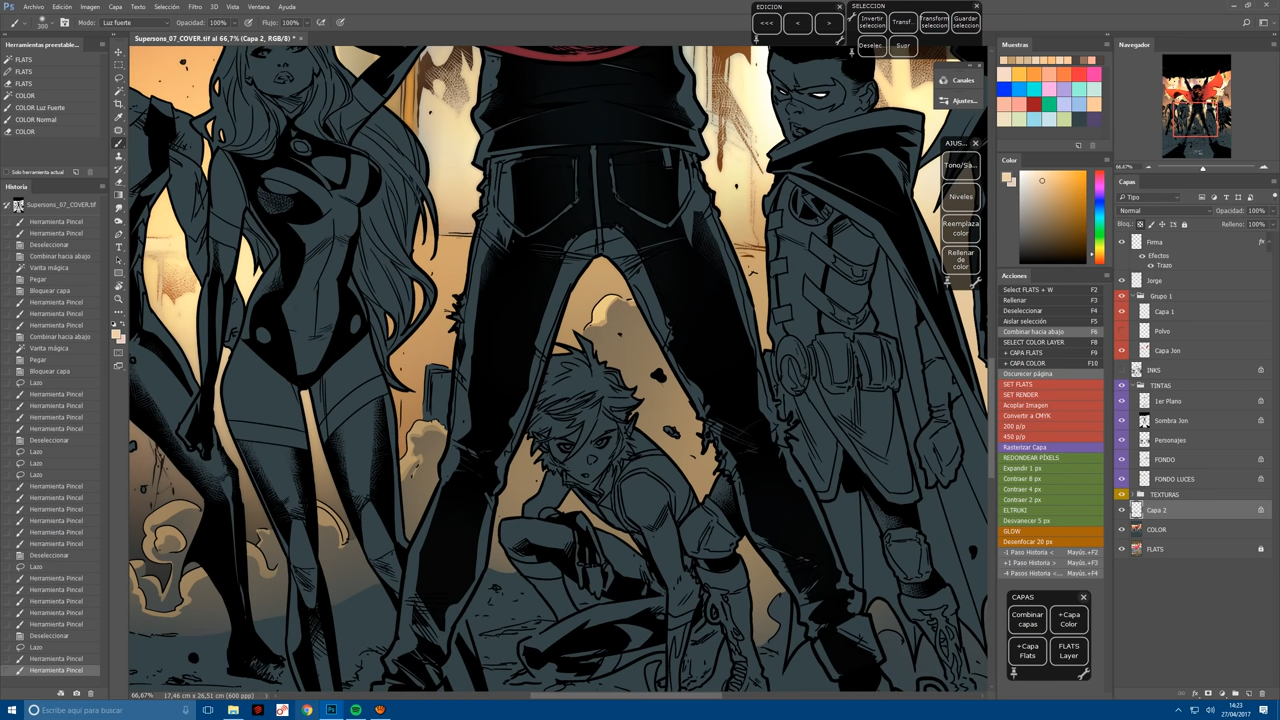 Ps Archivo Edición Imagen Capa Texto Selección Filtro 3D Vista Ventana Ayuda
300 Modo: Luz fuerte Opacidad: 100% Flujo: 100%
Supersons_07_COVER.tif al 66,7% (Capa 2, RGB/8) * ×
EDICION
<<<
<
>
SELECCION
Invertir selección
Transf...
Transform selección
Guardar selección
Deselec...
Herramientas preestable...
FLATS
FLATS
FLATS
COLOR
COLOR Luz Fuerte
COLOR Normal
COLOR
Solo herramienta actual
Historia
Supersons_07_COVER.tif
Herramienta Pincel
Herramienta Pincel
Deseleccionar
Combinar hacia abajo
Varita mágica
Pegar
Bloquear capa
Herramienta Pincel
Herramienta Pincel
Herramienta Pincel
Combinar hacia abajo
Varita mágica
Pegar
Bloquear capa
Lazo
Herramienta Pincel
Herramienta Pincel
Herramienta Pincel
Herramienta Pincel
Deseleccionar
Lazo
Lazo
Lazo
Herramienta Pincel
Herramienta Pincel
Herramienta Pincel
Herramienta Pincel
Herramienta Pincel
Herramienta Pincel
Deseleccionar
Lazo
Herramienta Pincel
Herramienta Pincel
Herramienta Pincel
Herramienta Pincel
Herramienta Pincel
Deseleccionar
Lazo
Herramienta Pincel
Herramienta Pincel
Canales
Ajustes...
AJUS...
Tono/Sa...
Niveles
Reemplaza color
Rellenar de color
Muestras
Color
Acciones
Select FLATS + W F2
Rellenar F3
Deseleccionar F4
Aislar selección F5
Combinar hacia abajo F6
SELECT COLOR LAYER F8
+ CAPA FLATS F9
+ CAPA COLOR F10
Oscurecer página
SET FLATS
SET RENDER
Acoplar Imagen
Convertir a CMYK
200 p/p
450 p/p
Rasterizar Capa
REDONDEAR PÍXELS
Expandir 1 px
Contraer 8 px
Contraer 4 px
Contraer 2 px
ELTRUKI
Desvanecer 5 px
GLOW
Desenfocar 20 px
-1 Paso Historia < Mayús.+F2
+1 Paso Historia > Mayús.+F3
-4 Pasos Historia <... Mayús.+F4
CAPAS
Combinar capas
+Capa Color
+Capa Flats
FLATS Layer
Navegador
66,67%
Capas
Tipo
Normal Opacidad: 100%
Bloq.: Relleno: 100%
Firma fx
Efectos
Trazo
Jorge
Grupo 1
Capa 1
Polvo
Capa Jon
INKS
TINTAS
1er Plano
Sombra Jon
Personajes
FONDO
FONDO LUCES
TEXTURAS
Capa 2
COLOR
FLATS
66,67% 17,46 cm x 26,51 cm (600 ppp)
Escribe aquí para buscar
14:23
27/04/2017